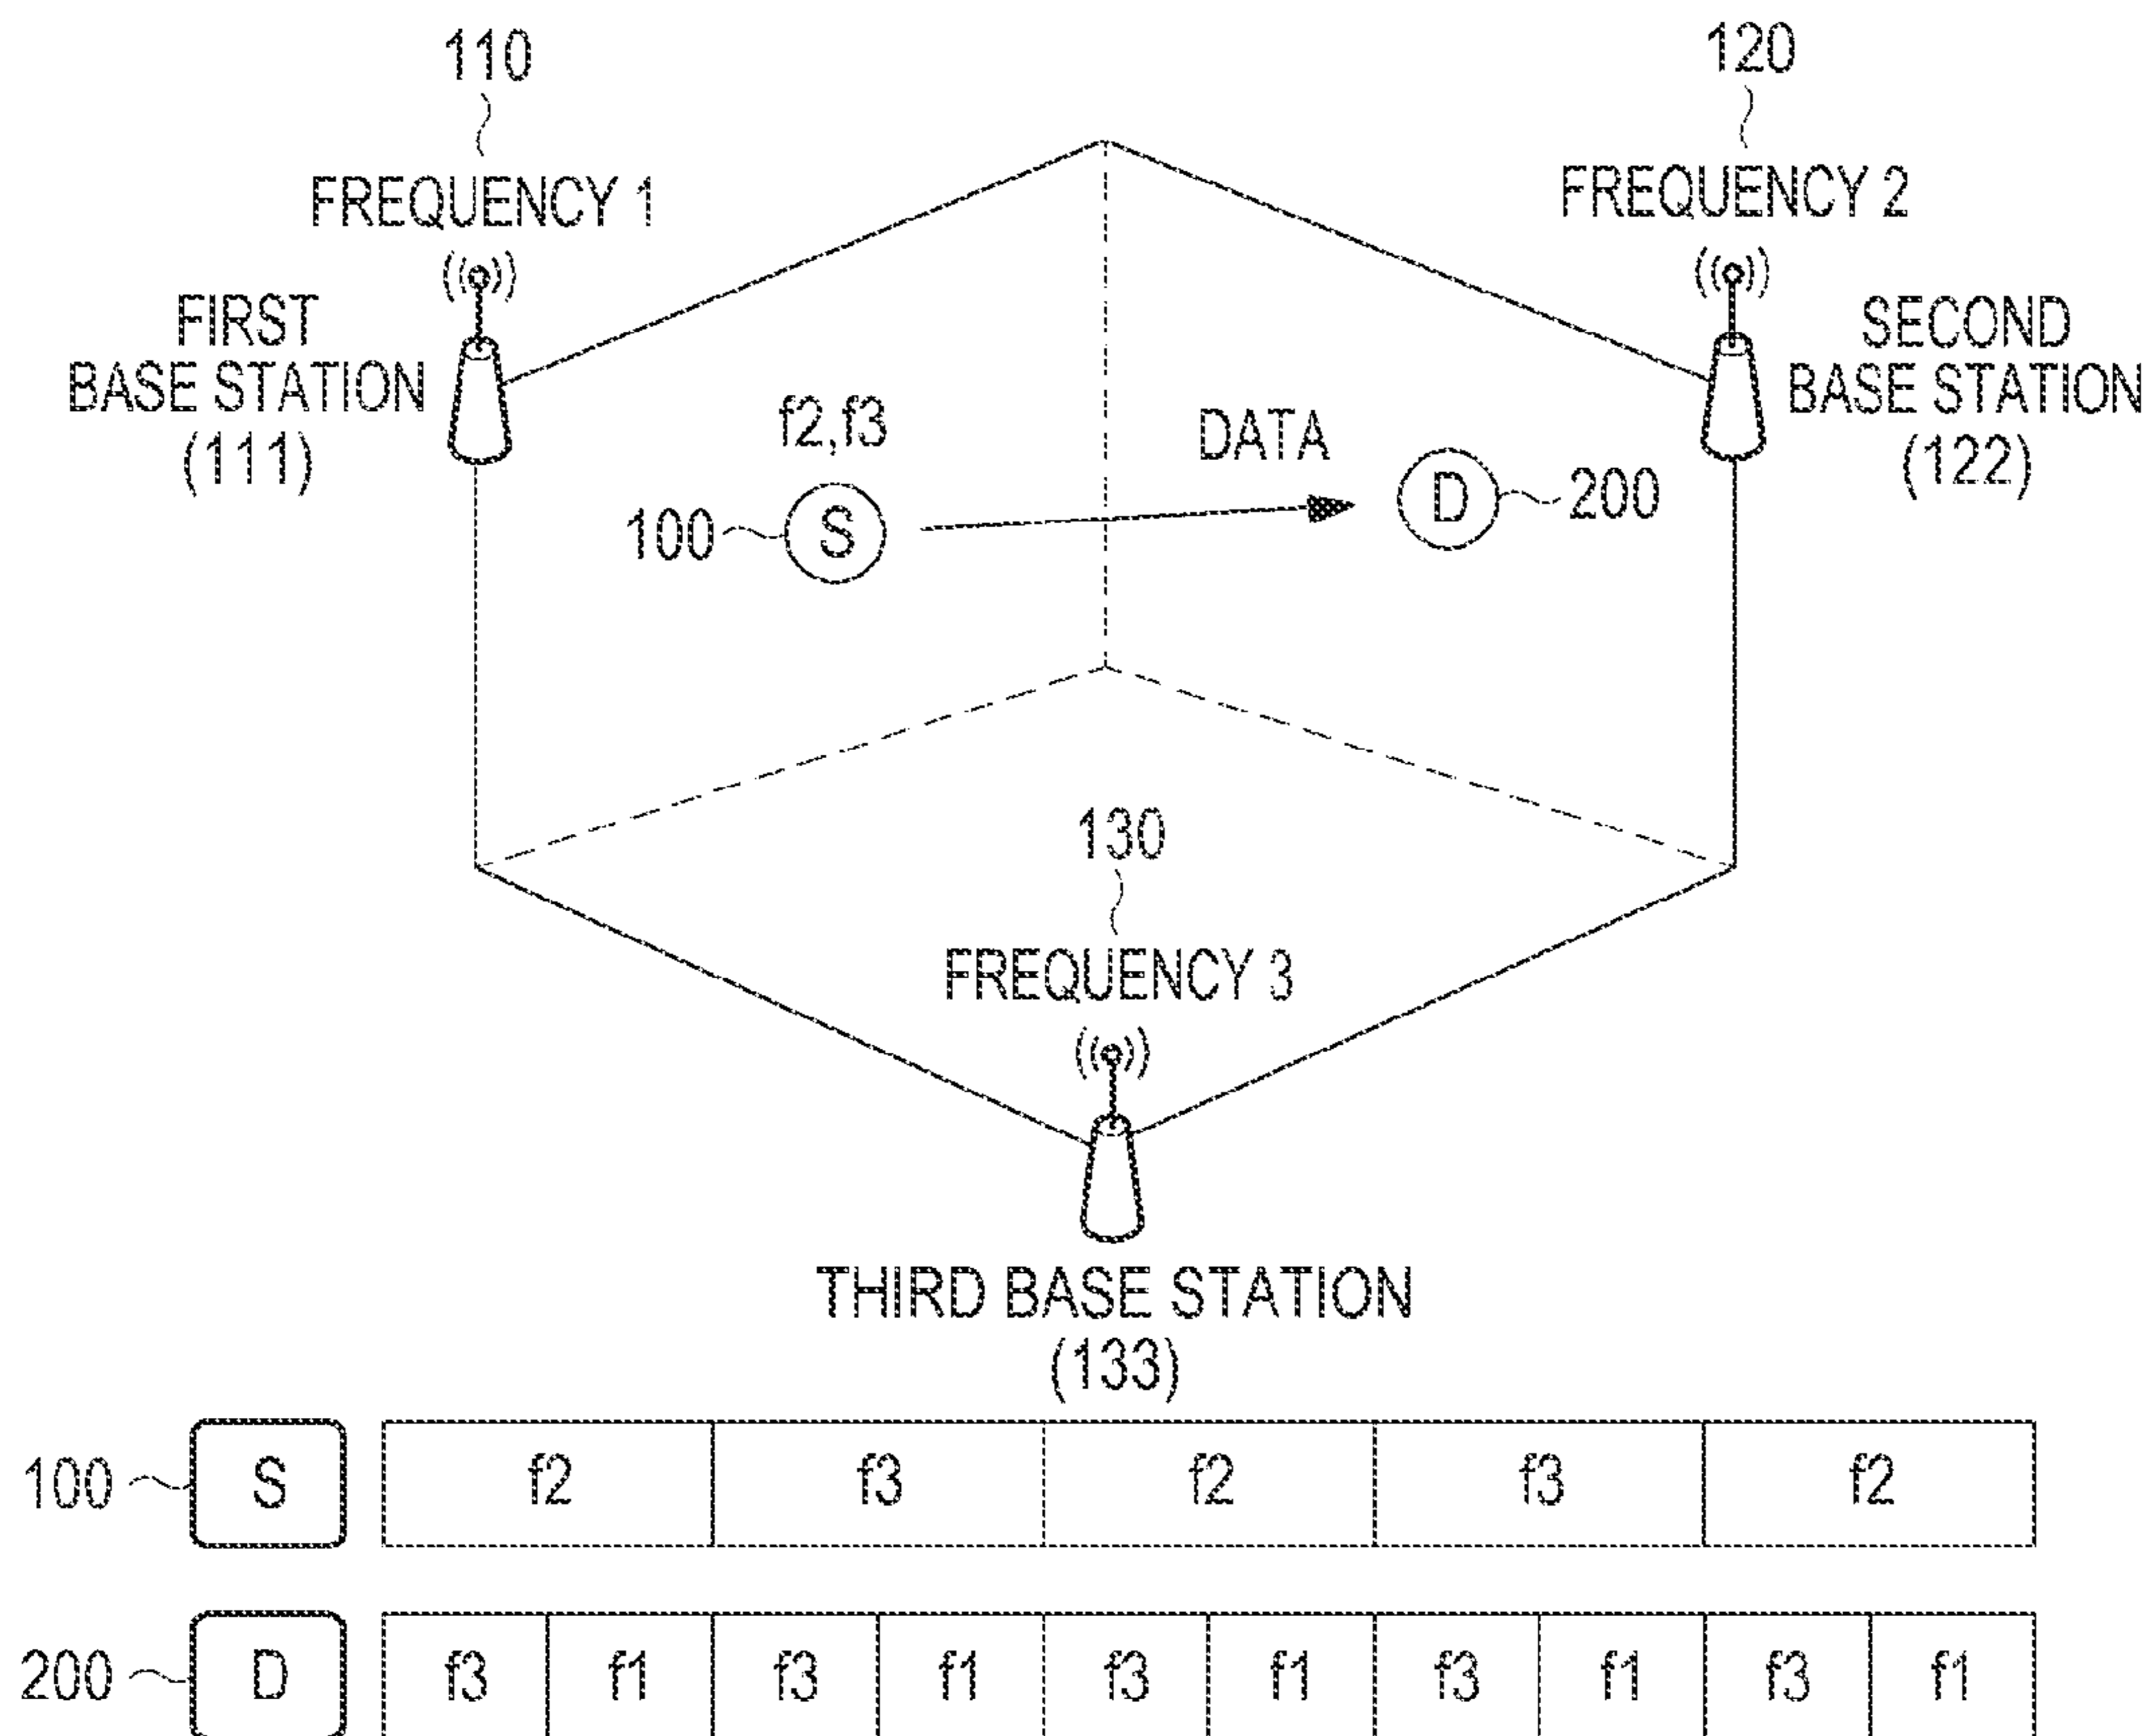 110
120
FREQUENCY 1
FREQUENCY 2
FIRST
BASE STATION
(111)
SECOND
BASE STATION
(122)
f2,f3
DATA
100
S
D
200
130
FREQUENCY 3
THIRD BASE STATION
(133)
100 S f2 f3 f2 f3 f2
200 D f3 f1 f3 f1 f3 f1 f3 f1 f3 f1